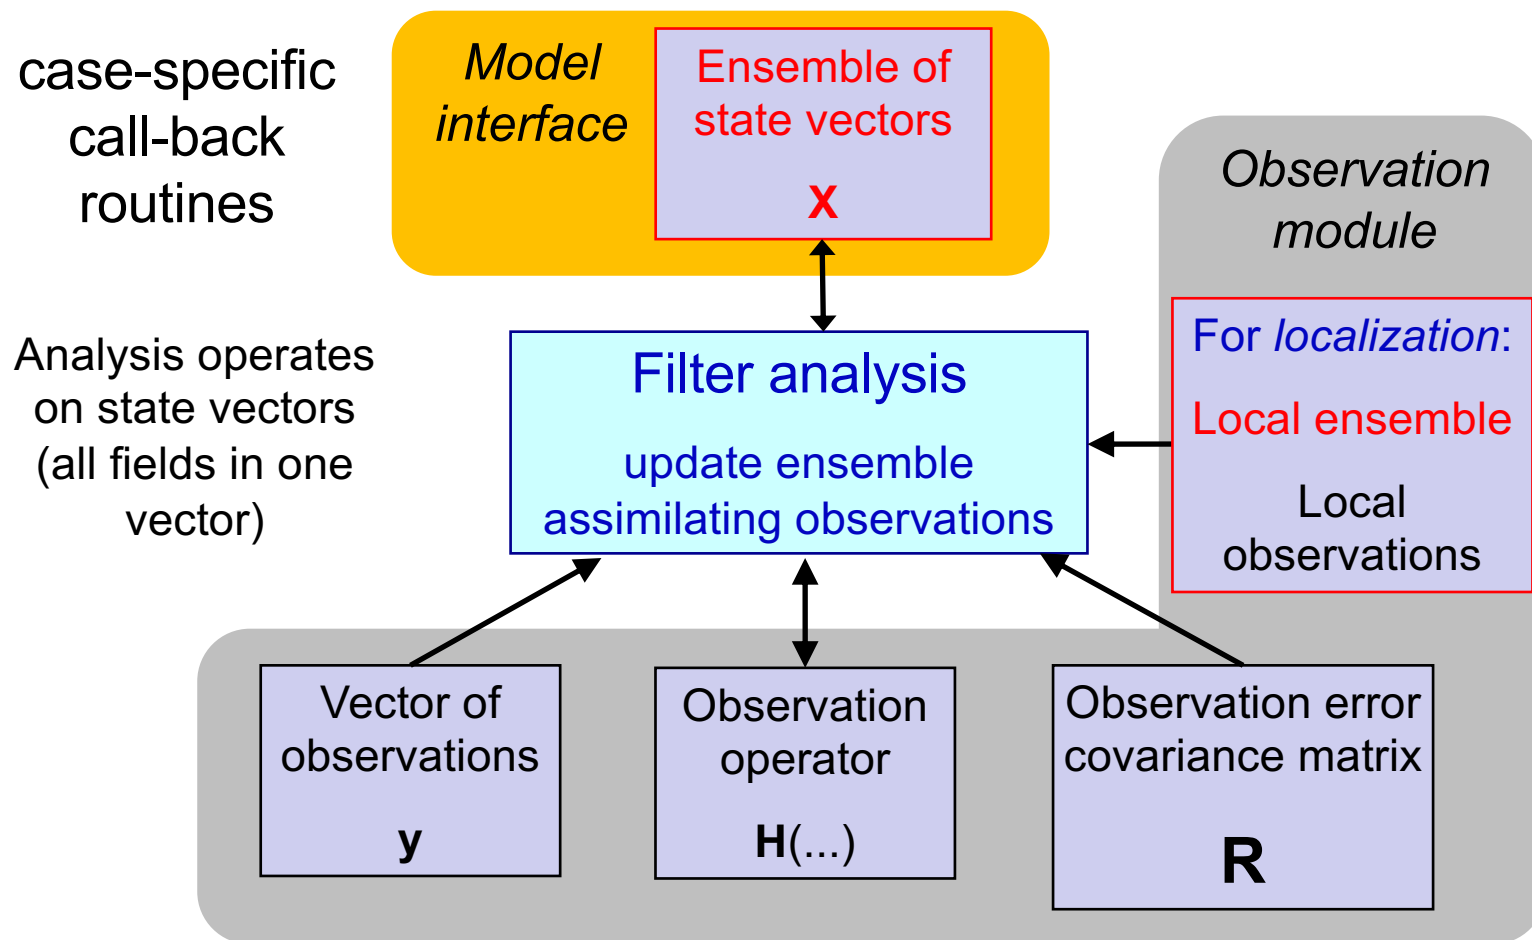 case-specific
call-back
routines
Model
interface
Ensemble of
state vectors
X
Observation
module
Analysis operates
on state vectors
(all fields in one
vector)
Filter analysis
update ensemble
assimilating observations
For localization:
Local ensemble
Local
observations
Vector of
observations
y
Observation
operator
H(...)
Observation error
covariance matrix
R